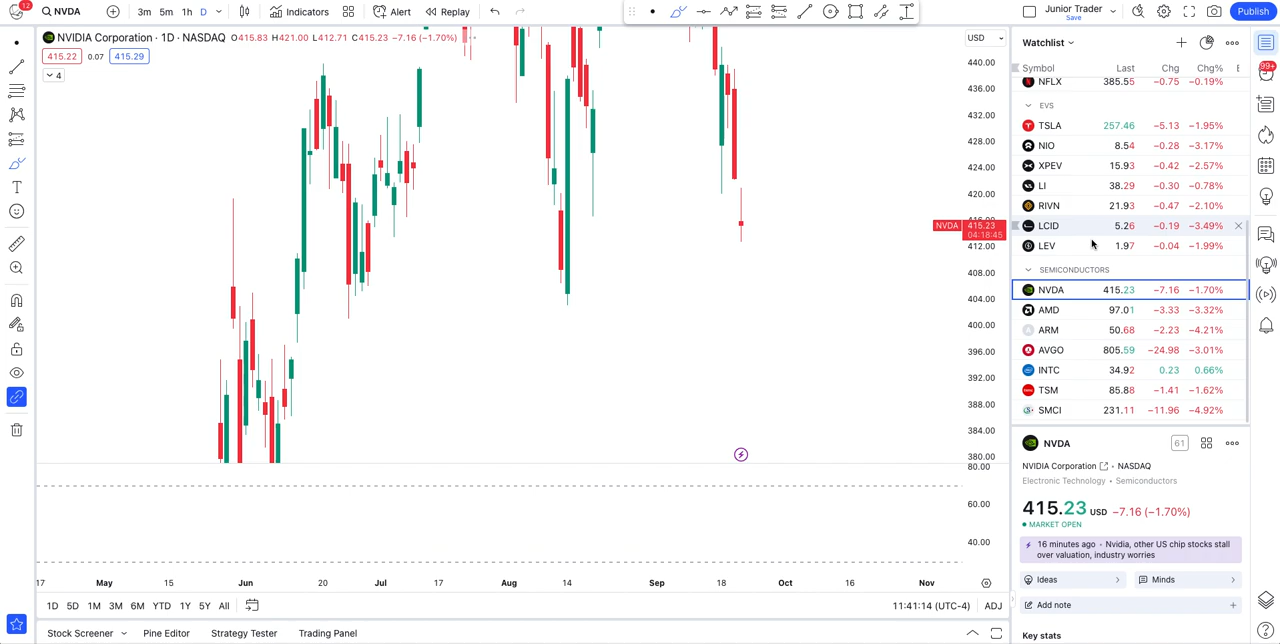 12
NVDA
3m 5m 1h D
Indicators
Alert
Replay
Junior Trader
Save
Publish
NVIDIA Corporation · 1D · NASDAQ O415.83 H421.00 L412.71 C415.23 −7.16 (−1.70%)
415.22 0.07 415.29
4
USD
440.00
436.00
432.00
428.00
424.00
420.00
NVDA 415.23
04:18:45
412.00
408.00
404.00
400.00
396.00
392.00
388.00
384.00
380.00
80.00
60.00
40.00
17 May 15 Jun 20 Jul 17 Aug 14 Sep 18 Oct 16 Nov
1D 5D 1M 3M 6M YTD 1Y 5Y All
11:41:14 (UTC-4) ADJ
Stock Screener Pine Editor Strategy Tester Trading Panel
Watchlist
Symbol Last Chg Chg%
NFLX 385.55 −0.75 −0.19%
EVS
TSLA 257.46 −5.13 −1.95%
NIO 8.54 −0.28 −3.17%
XPEV 15.93 −0.42 −2.57%
LI 38.29 −0.30 −0.78%
RIVN 21.93 −0.47 −2.10%
LCID 5.26 −0.19 −3.49%
LEV 1.97 −0.04 −1.99%
SEMICONDUCTORS
NVDA 415.23 −7.16 −1.70%
AMD 97.01 −3.33 −3.32%
ARM 50.68 −2.23 −4.21%
AVGO 805.59 −24.98 −3.01%
INTC 34.92 0.23 0.66%
TSM 85.88 −1.41 −1.62%
SMCI 231.11 −11.96 −4.92%
NVDA
61
NVIDIA Corporation • NASDAQ
Electronic Technology • Semiconductors
415.23 USD −7.16 (−1.70%)
MARKET OPEN
16 minutes ago • Nvidia, other US chip stocks stall
over valuation, industry worries
Ideas
Minds
Add note
Key stats
99+